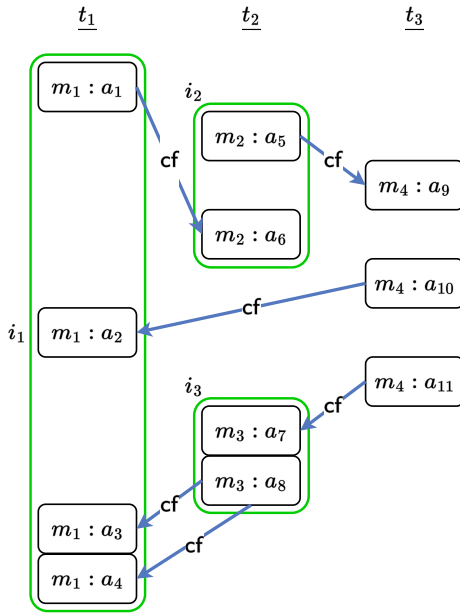 t₁ t₂ t₃
m₁ : a₁
i₂
m₂ : a₅
cf
cf
m₄ : a₉
m₂ : a₆
m₄ : a₁₀
cf
i₁
m₁ : a₂
m₄ : a₁₁
i₃
cf
m₃ : a₇
m₃ : a₈
cf
m₁ : a₃
cf
m₁ : a₄